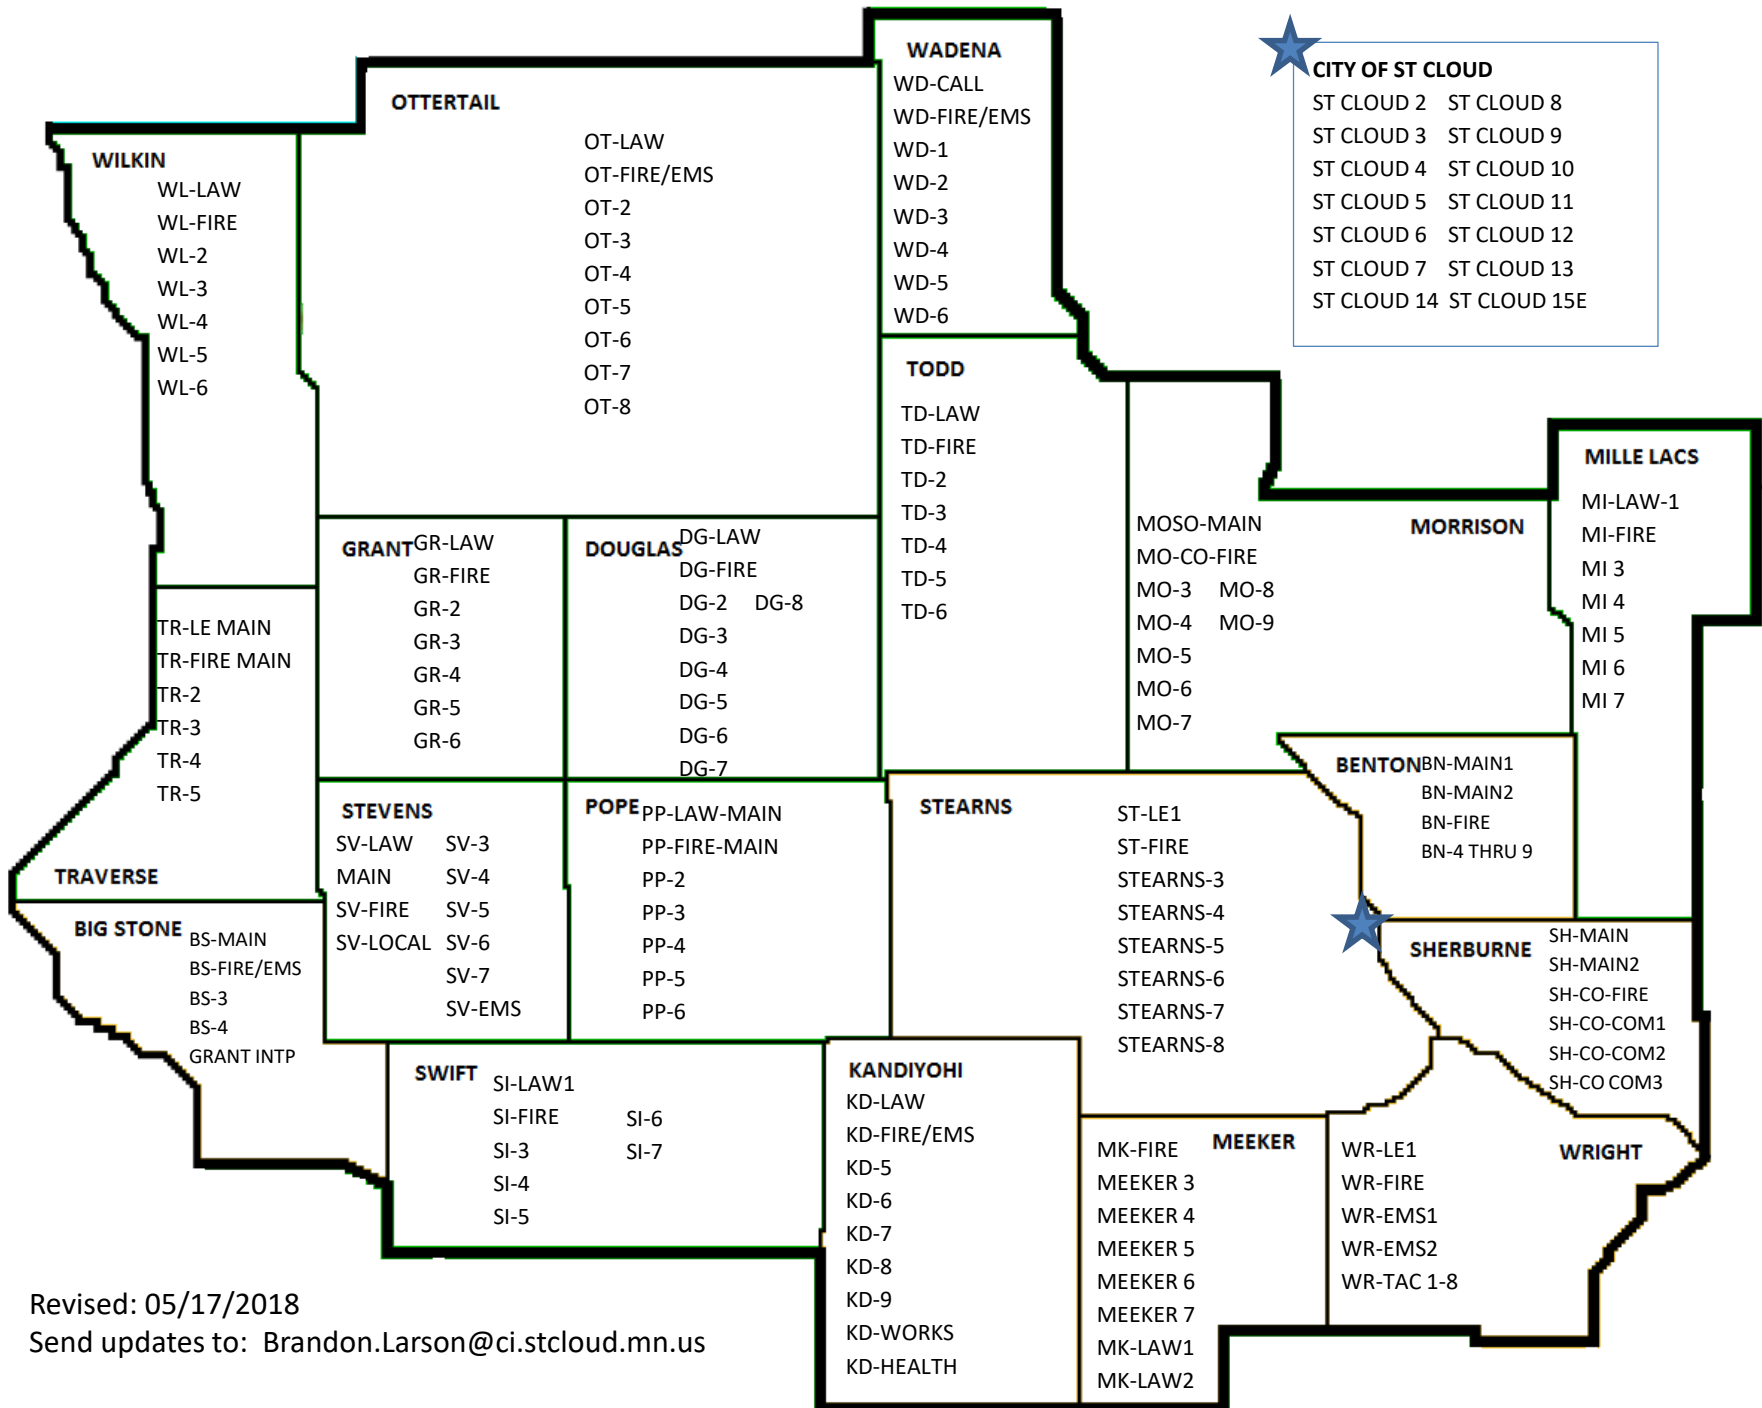 WADENA
WD-CALL
WD-FIRE/EMS
WD-1
WD-2
WD-3
WD-4
WD-5
WD-6
CITY OF ST CLOUD
ST CLOUD 2 ST CLOUD 8
ST CLOUD 3 ST CLOUD 9
ST CLOUD 4 ST CLOUD 10
ST CLOUD 5 ST CLOUD 11
ST CLOUD 6 ST CLOUD 12
ST CLOUD 7 ST CLOUD 13
ST CLOUD 14 ST CLOUD 15E
OTTERTAIL
OT-LAW
OT-FIRE/EMS
OT-2
OT-3
OT-4
OT-5
OT-6
OT-7
OT-8
WILKIN
WL-LAW
WL-FIRE
WL-2
WL-3
WL-4
WL-5
WL-6
TODD
TD-LAW
TD-FIRE
TD-2
TD-3
TD-4
TD-5
TD-6
MILLE LACS
MI-LAW-1
MI-FIRE
MI 3
MI 4
MI 5
MI 6
MI 7
MORRISON
MOSO-MAIN
MO-CO-FIRE
MO-3 MO-8
MO-4 MO-9
MO-5
MO-6
MO-7
GRANT
GR-LAW
GR-FIRE
GR-2
GR-3
GR-4
GR-5
GR-6
DOUGLAS
DG-LAW
DG-FIRE
DG-2 DG-8
DG-3
DG-4
DG-5
DG-6
DG-7
TR-LE MAIN
TR-FIRE MAIN
TR-2
TR-3
TR-4
TR-5
TRAVERSE
STEVENS
SV-LAW SV-3
MAIN SV-4
SV-FIRE SV-5
SV-LOCAL SV-6
SV-7
SV-EMS
POPE
PP-LAW-MAIN
PP-FIRE-MAIN
PP-2
PP-3
PP-4
PP-5
PP-6
STEARNS
ST-LE1
ST-FIRE
STEARNS-3
STEARNS-4
STEARNS-5
STEARNS-6
STEARNS-7
STEARNS-8
BENTON
BN-MAIN1
BN-MAIN2
BN-FIRE
BN-4 THRU 9
SHERBURNE
SH-MAIN
SH-MAIN2
SH-CO-FIRE
SH-CO-COM1
SH-CO-COM2
SH-CO COM3
BIG STONE
BS-MAIN
BS-FIRE/EMS
BS-3
BS-4
GRANT INTP
SWIFT
SI-LAW1
SI-FIRE SI-6
SI-3 SI-7
SI-4
SI-5
KANDIYOHI
KD-LAW
KD-FIRE/EMS
KD-5
KD-6
KD-7
KD-8
KD-9
KD-WORKS
KD-HEALTH
MEEKER
MK-FIRE
MEEKER 3
MEEKER 4
MEEKER 5
MEEKER 6
MEEKER 7
MK-LAW1
MK-LAW2
WRIGHT
WR-LE1
WR-FIRE
WR-EMS1
WR-EMS2
WR-TAC 1-8
Revised: 05/17/2018
Send updates to: Brandon.Larson@ci.stcloud.mn.us